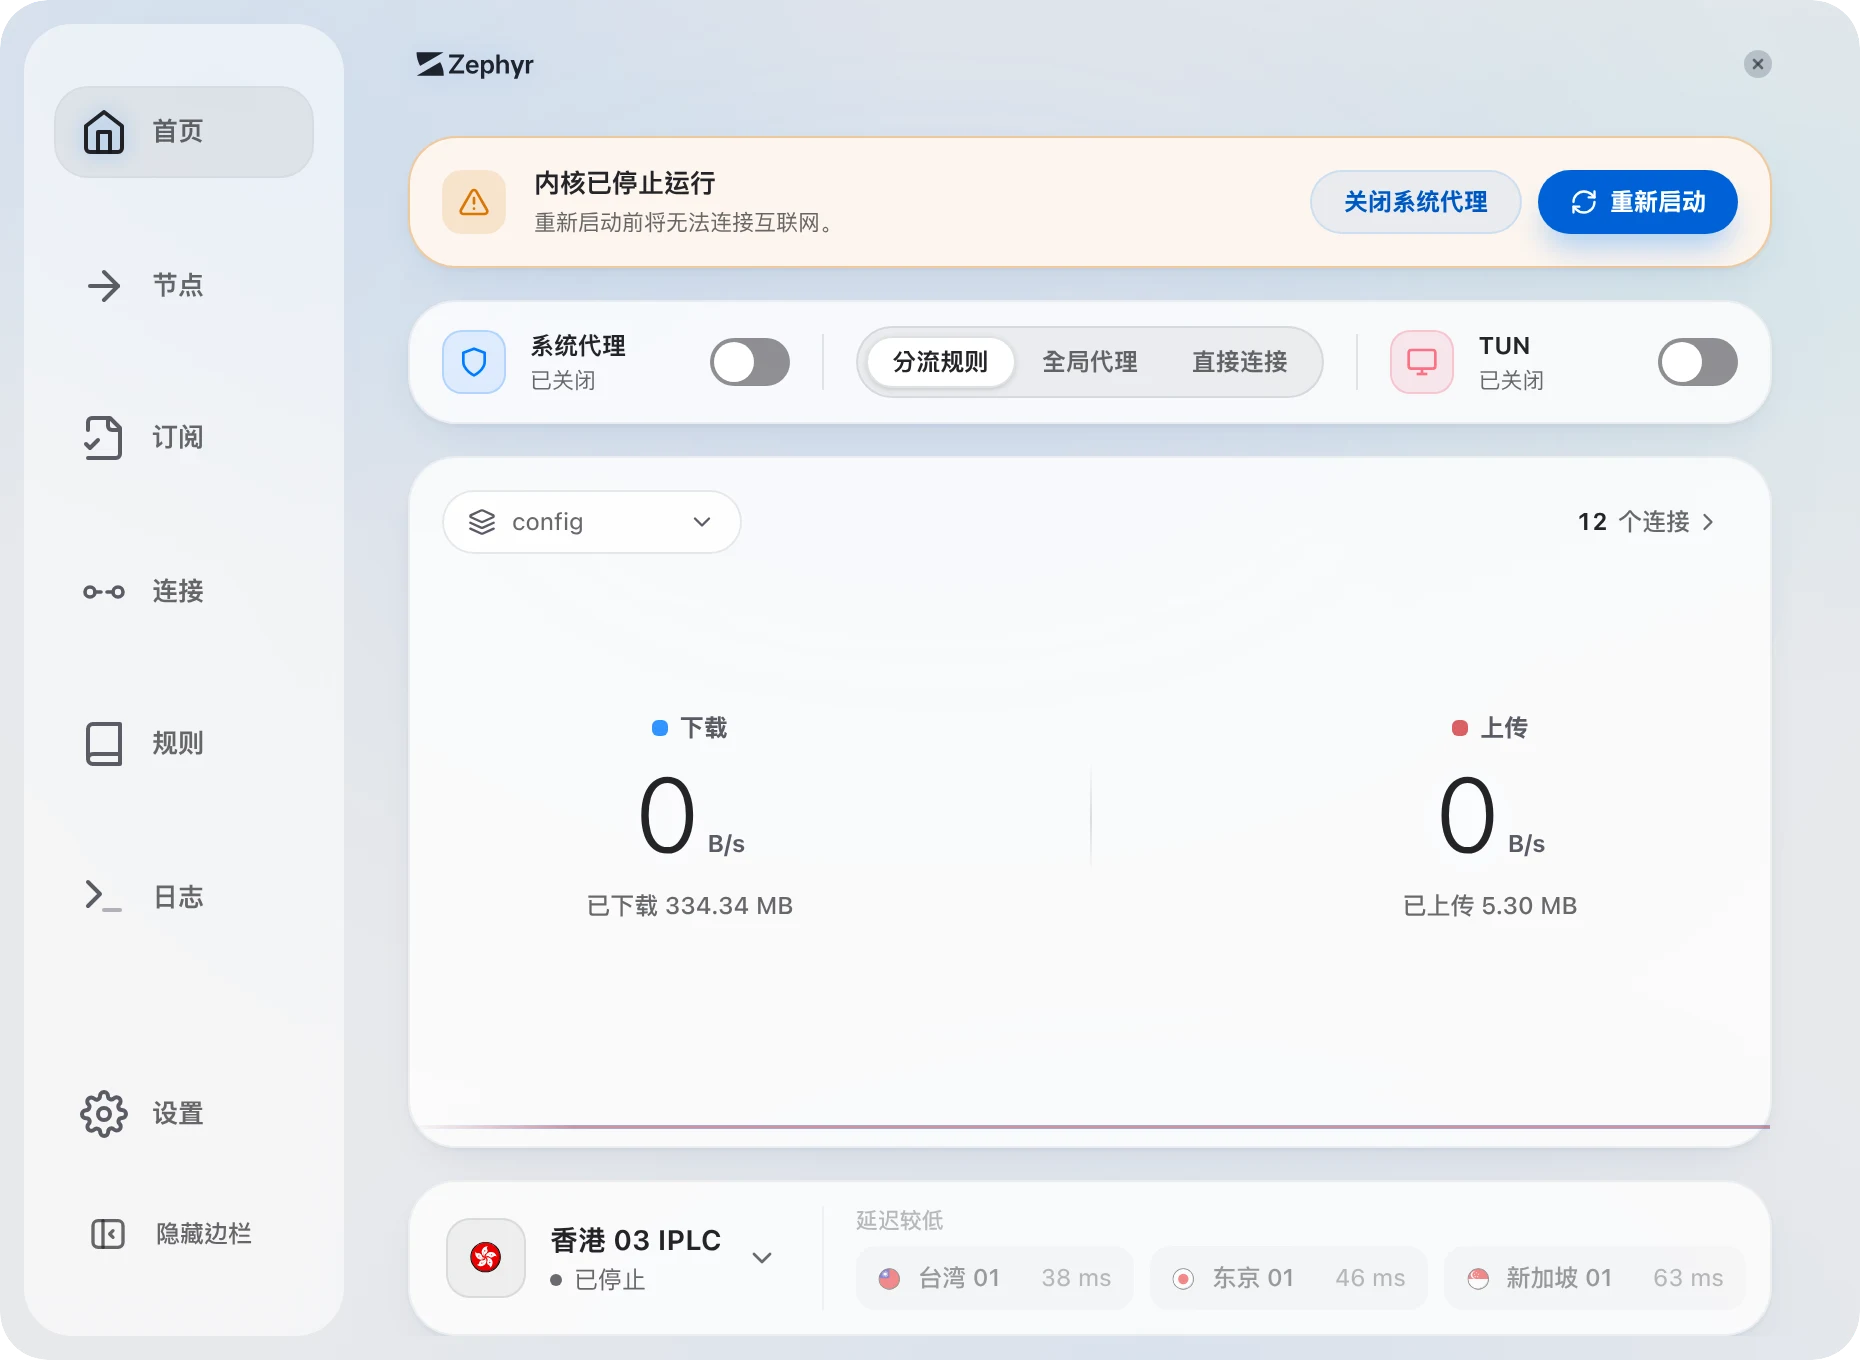 Zephyr
首页
节点
订阅
连接
规则
日志
设置
隐藏边栏
内核已停止运行
重新启动前将无法连接互联网。
关闭系统代理
重新启动
系统代理
已关闭
分流规则
全局代理
直接连接
TUN
已关闭
config
12 个连接
下载
0 B/s
已下载 334.34 MB
上传
0 B/s
已上传 5.30 MB
香港 03 IPLC
已停止
延迟较低
台湾 01 38 ms
东京 01 46 ms
新加坡 01 63 ms